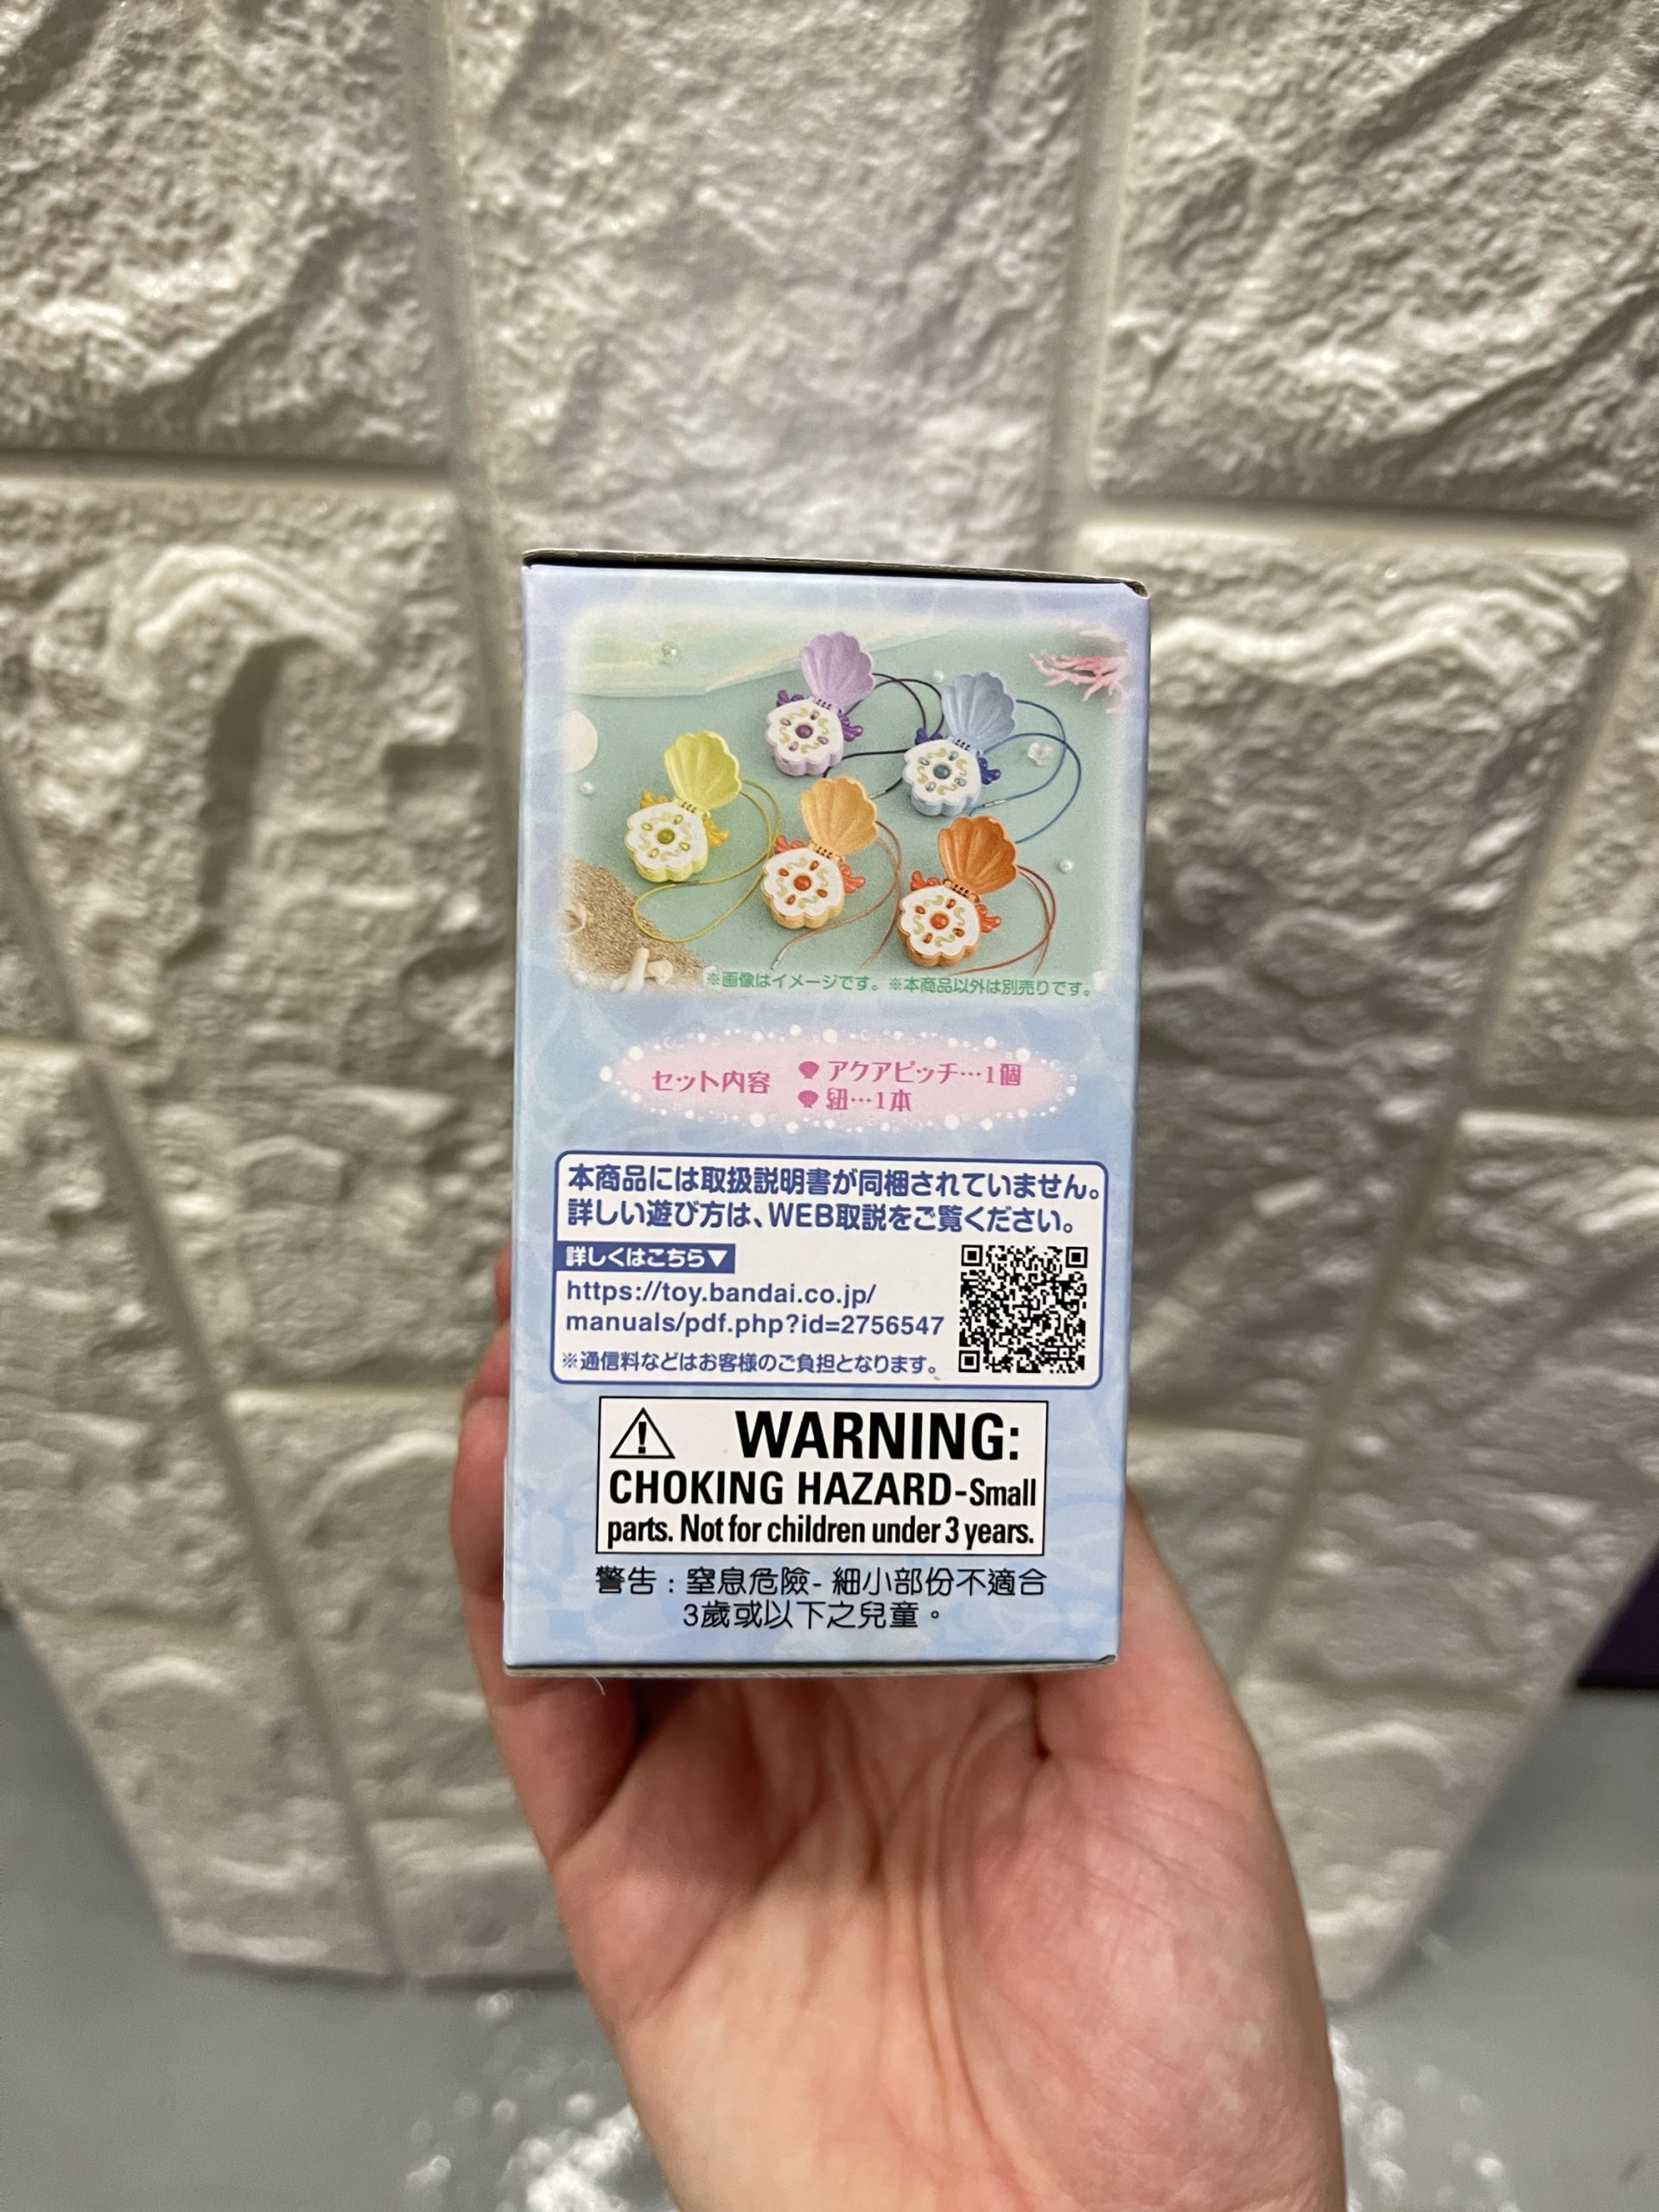 ※画像はイメージです。※本商品以外は別売りです。
セット内容
アクアピッチ…1個
紐…1本
本商品には取扱説明書が同梱されていません。
詳しい遊び方は、WEB取説をご覧ください。
詳しくはこちら▼
https://toy.bandai.co.jp/
manuals/pdf.php?id=2756547
※通信料などはお客様のご負担となります。
WARNING:
CHOKING HAZARD-Small
parts. Not for children under 3 years.
警告：窒息危險- 細小部份不適合
3歲或以下之兒童。